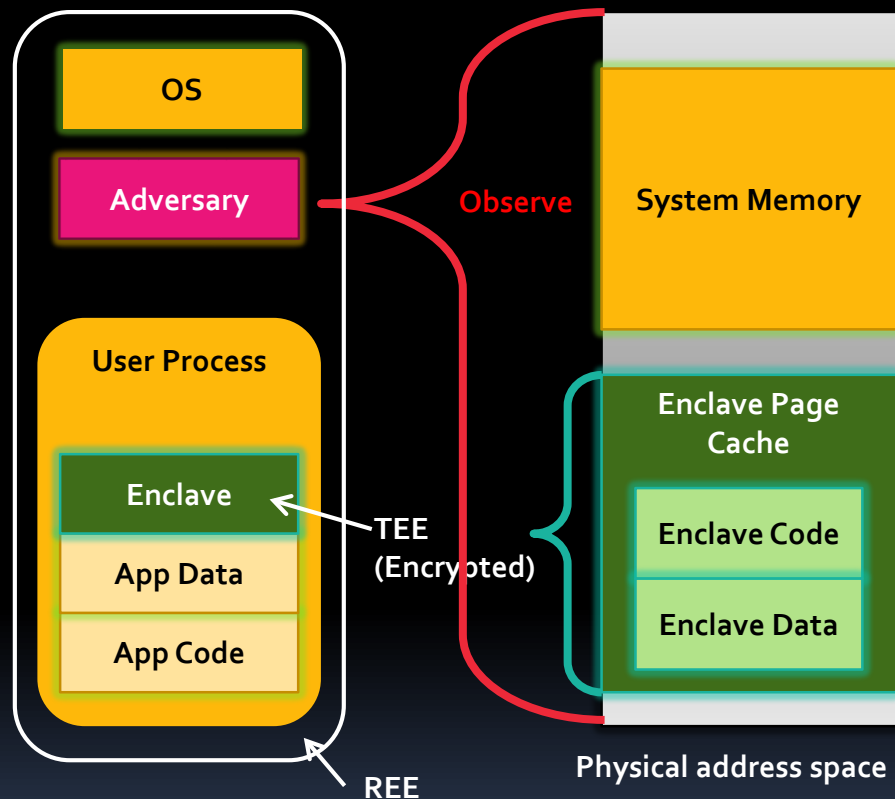 OS
Adversary
Observe
System Memory
User Process
Enclave
App Data
App Code
TEE
(Encrypted)
REE
Enclave Page
Cache
Enclave Code
Enclave Data
Physical address space